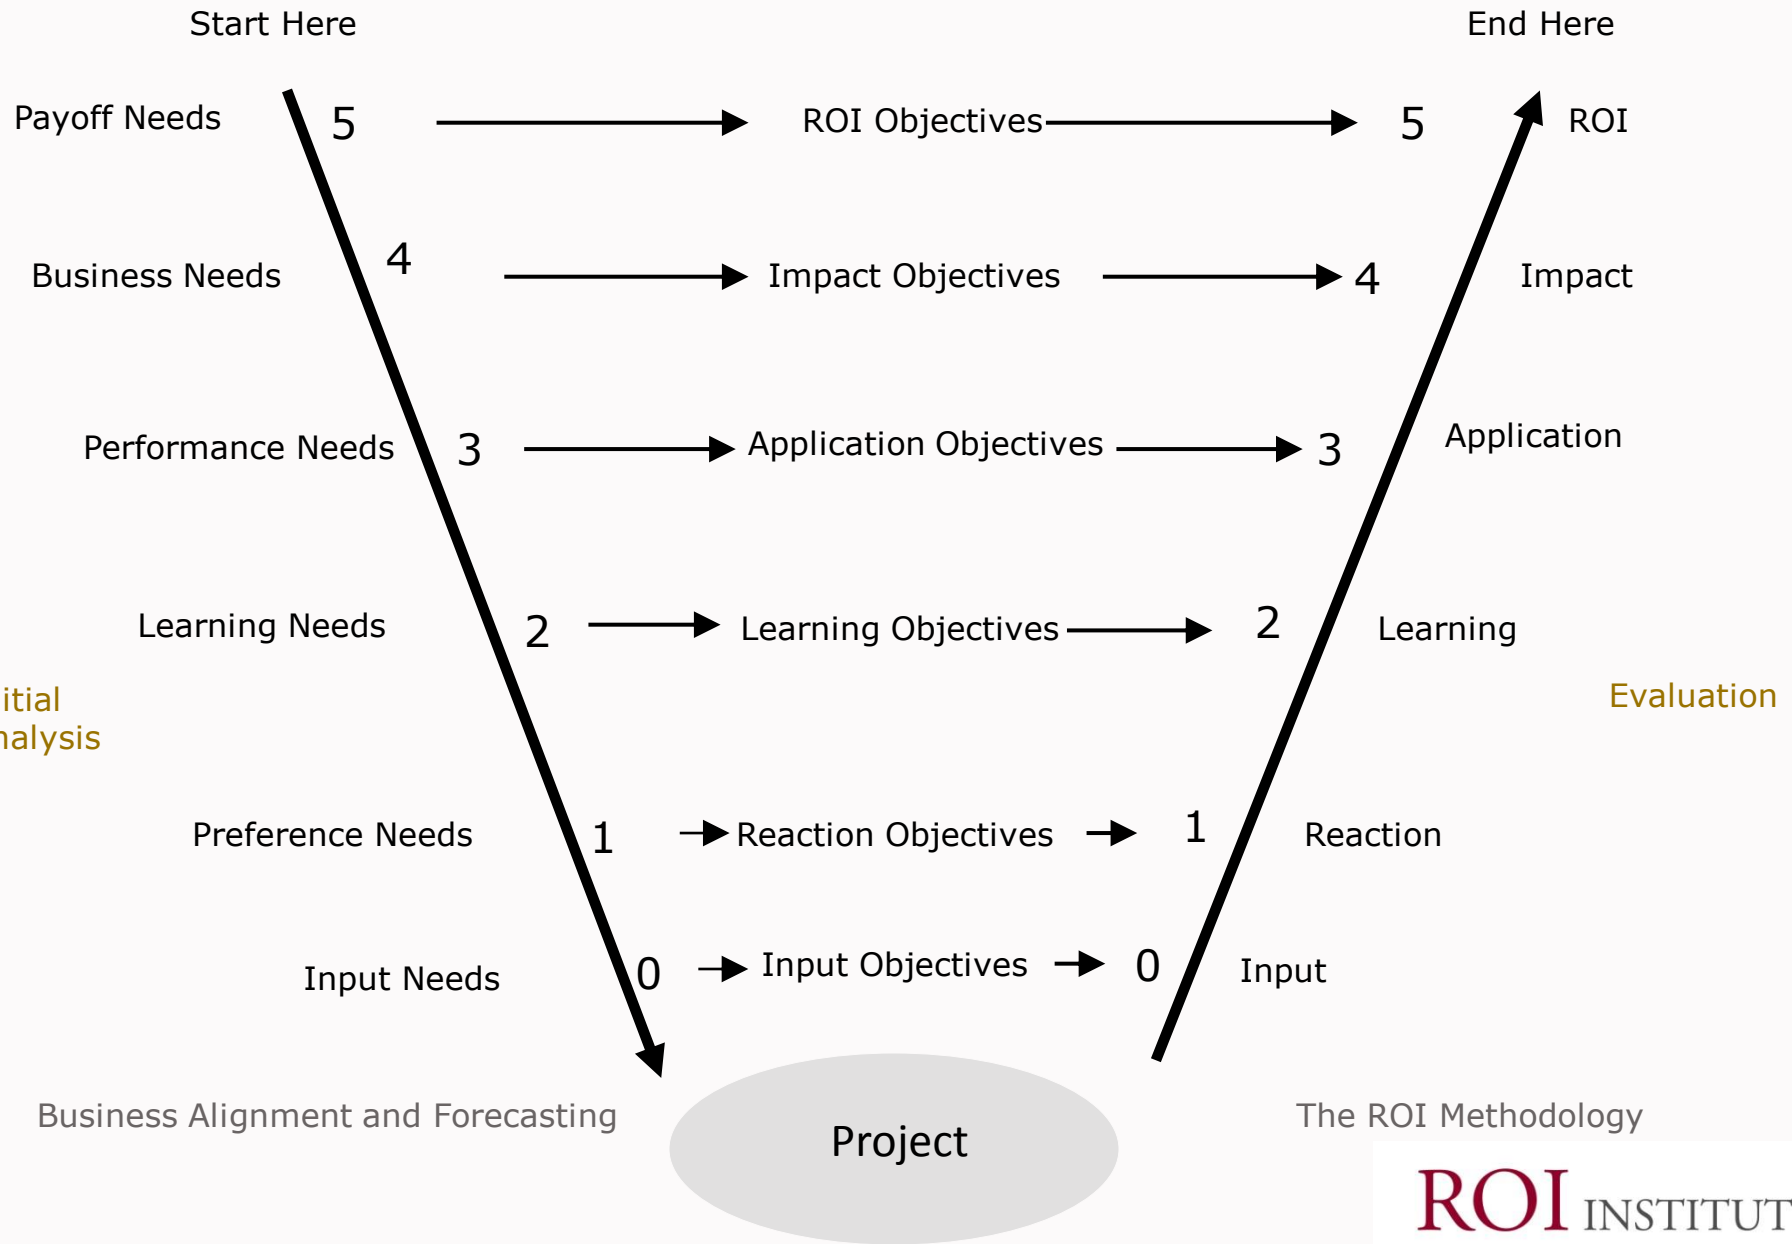 Start Here
End Here
Payoff Needs 5 ROI Objectives 5 ROI
Business Needs 4 Impact Objectives 4 Impact
Performance Needs 3 Application Objectives 3 Application
Learning Needs 2 Learning Objectives 2 Learning
itial
nalysis
Evaluation
Preference Needs 1 Reaction Objectives 1 Reaction
Input Needs 0 Input Objectives 0 Input
Business Alignment and Forecasting
Project
The ROI Methodology
ROI INSTITUT